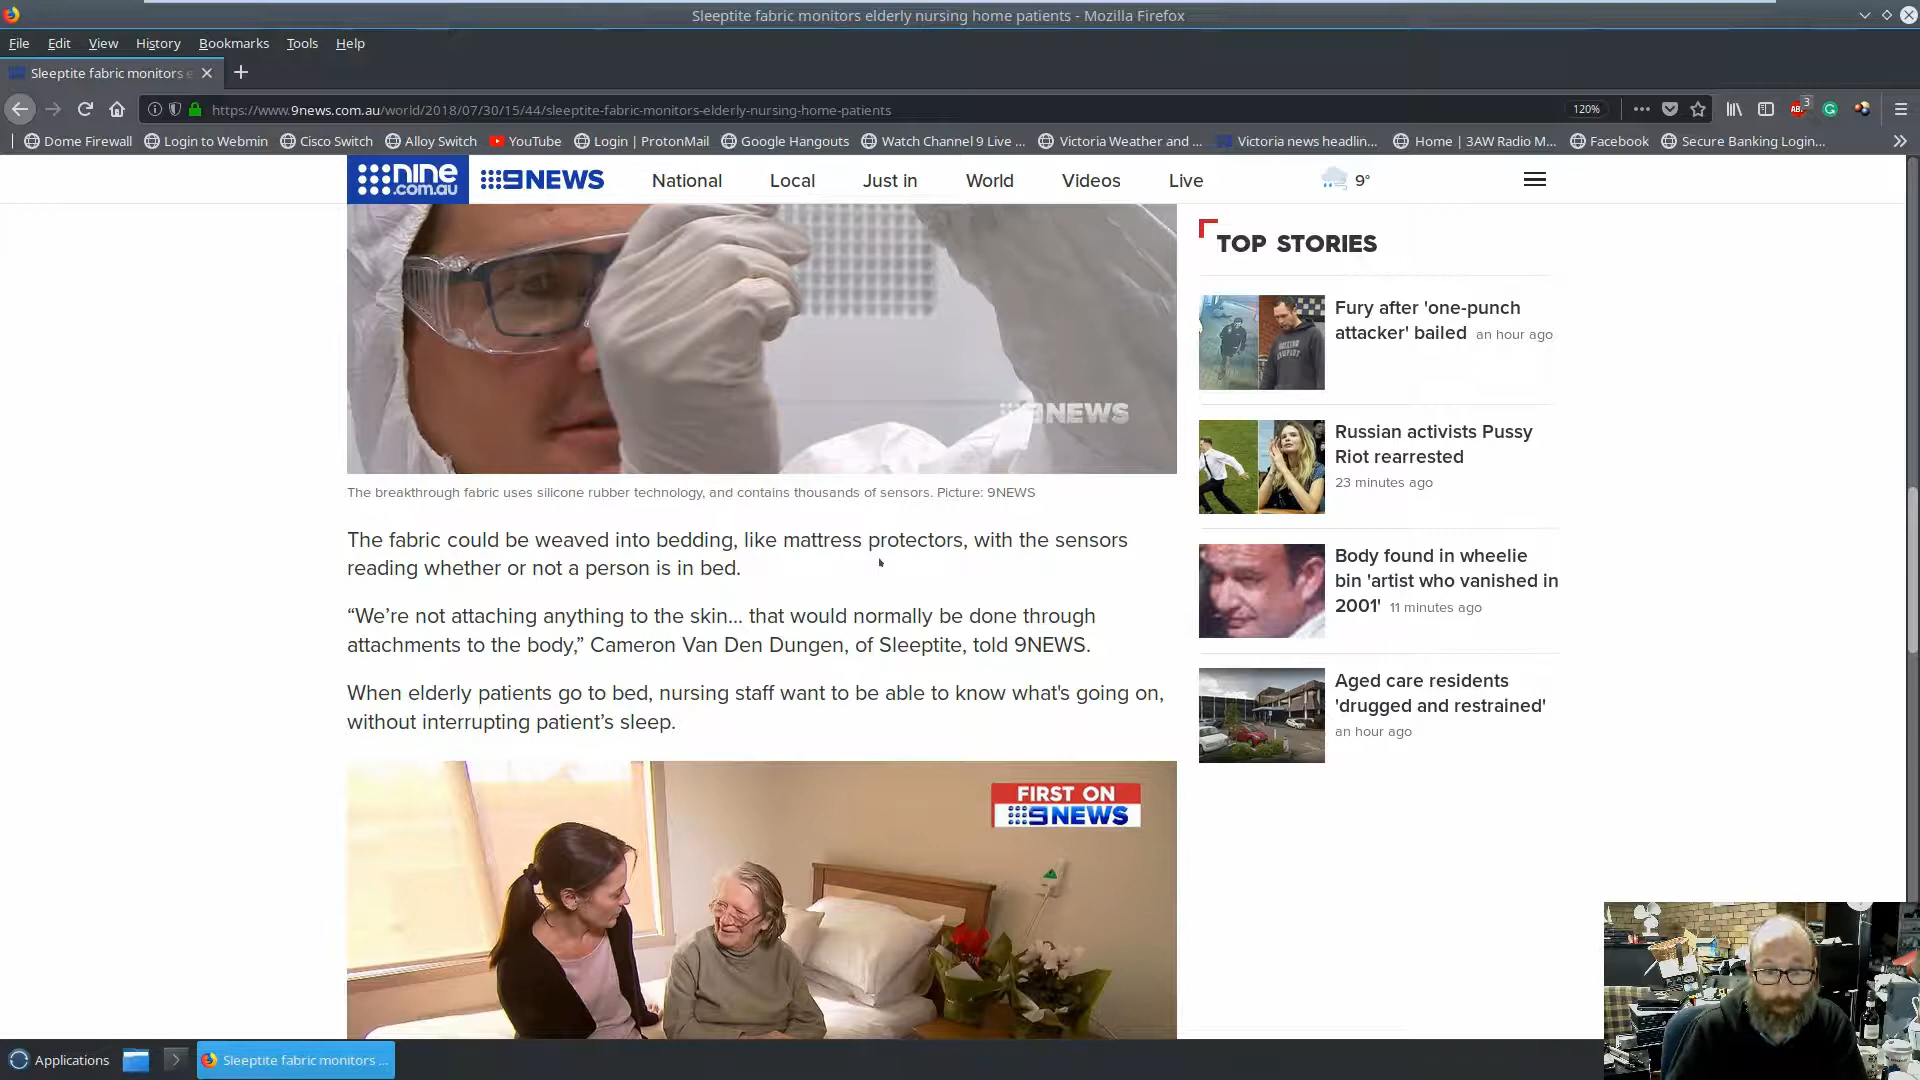 Sleeptite fabric monitors elderly nursing home patients - Mozilla Firefox
File Edit View History Bookmarks Tools Help
Sleeptite fabric monitors e
https://www.9news.com.au/world/2018/07/30/15/44/sleeptite-fabric-monitors-elderly-nursing-home-patients 120% 3
Dome Firewall Login to Webmin Cisco Switch Alloy Switch YouTube Login | ProtonMail Google Hangouts Watch Channel 9 Live ... Victoria Weather and ... Victoria news headlin... Home | 3AW Radio M... Facebook Secure Banking Login...
nine.com.au 9NEWS National Local Just in World Videos Live 9°
9NEWS
The breakthrough fabric uses silicone rubber technology, and contains thousands of sensors. Picture: 9NEWS
The fabric could be weaved into bedding, like mattress protectors, with the sensors
reading whether or not a person is in bed.
“We’re not attaching anything to the skin... that would normally be done through
attachments to the body,” Cameron Van Den Dungen, of Sleeptite, told 9NEWS.
When elderly patients go to bed, nursing staff want to be able to know what's going on,
without interrupting patient’s sleep.
FIRST ON
9NEWS
TOP STORIES
Fury after 'one-punch
attacker' bailed an hour ago
Russian activists Pussy
Riot rearrested
23 minutes ago
Body found in wheelie
bin 'artist who vanished in
2001' 11 minutes ago
Aged care residents
'drugged and restrained'
an hour ago
Applications Sleeptite fabric monitors ...